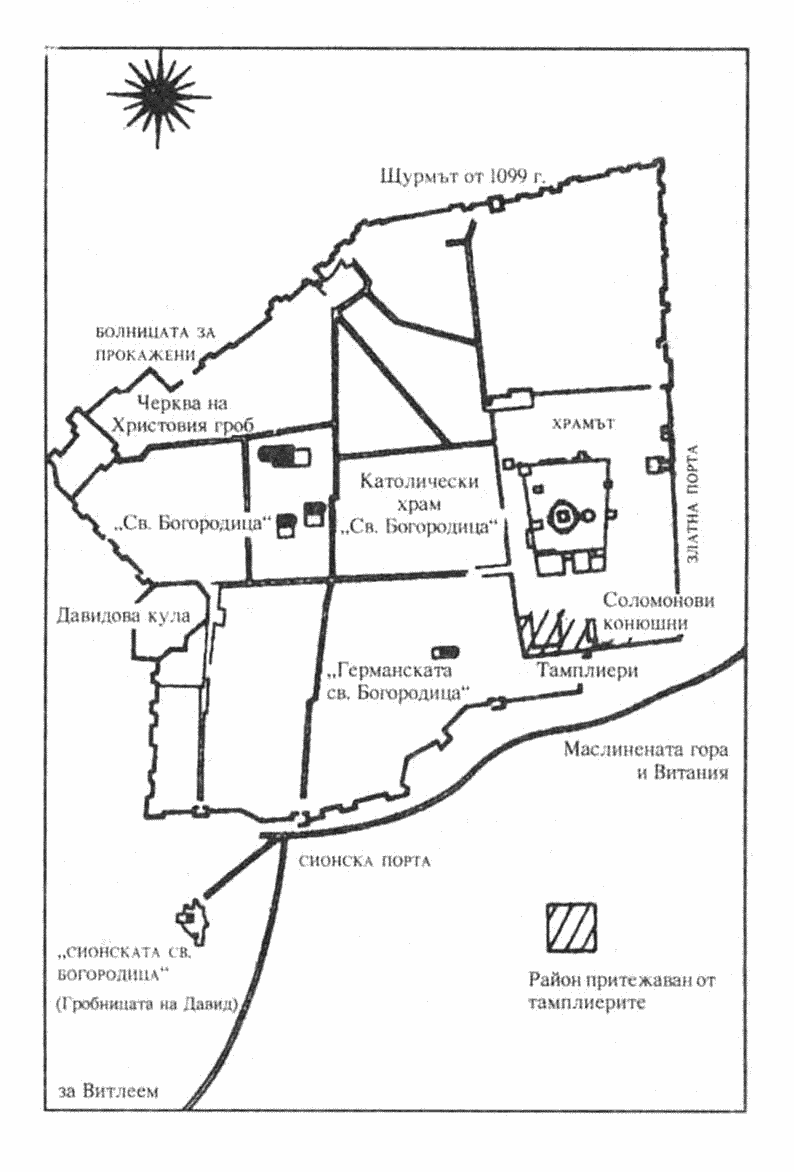 Щурмът от 1099 г.
БОЛНИЦАТА ЗА
ПРОКАЖЕНИ
Черква на
Христовия гроб
ХРАМЪТ
Католически
храм
„Св. Богородица“
„Св. Богородица“
ЗЛАТНА ПОРТА
Давидова кула
Соломонови
конюшни
„Германската
св. Богородица“
Тамплиери
Маслинената гора
и Витания
СИОНСКА ПОРТА
„СИОНСКАТА СВ.
БОГОРОДИЦА“
(Гробницата на Давид)
Район притежаван от
тамплиерите
за Витлеем